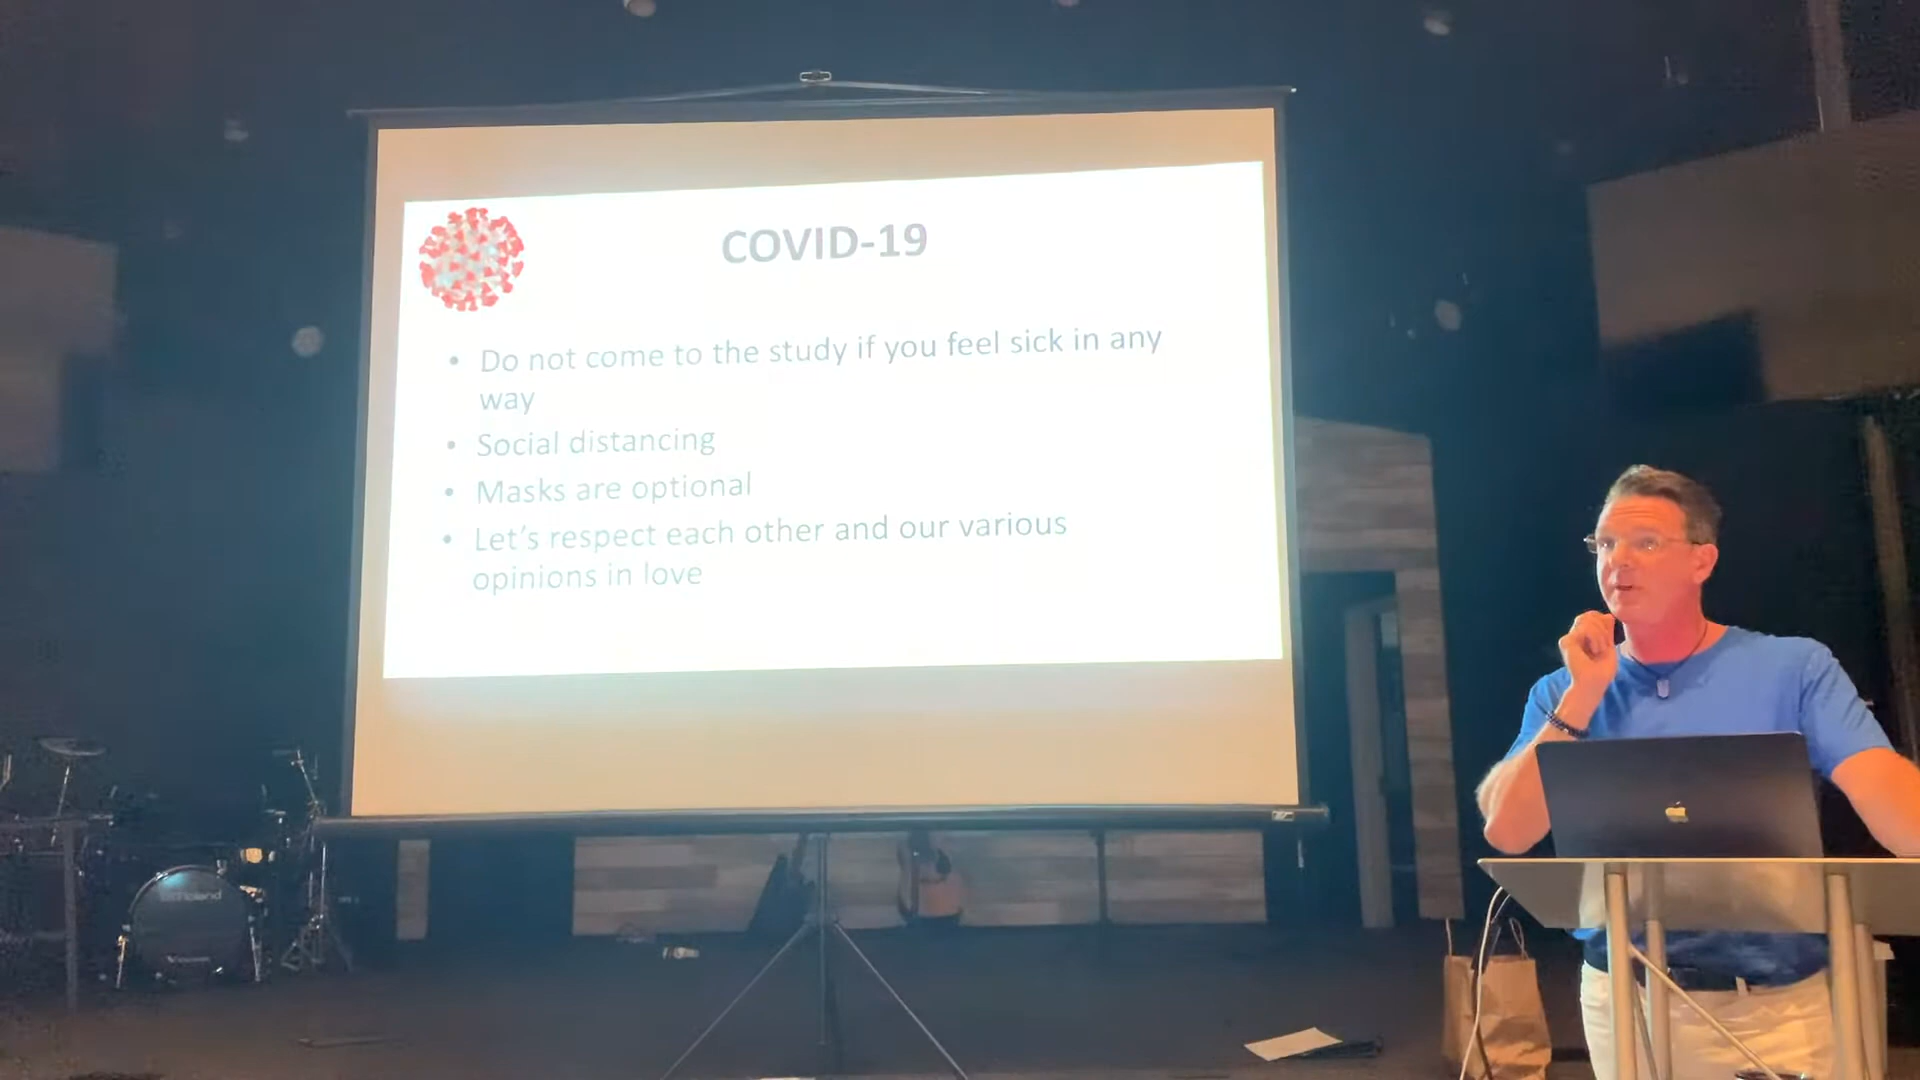 COVID-19
• Do not come to the study if you feel sick in any
way
• Social distancing
• Masks are optional
• Let's respect each other and our various
opinions in love
Roland